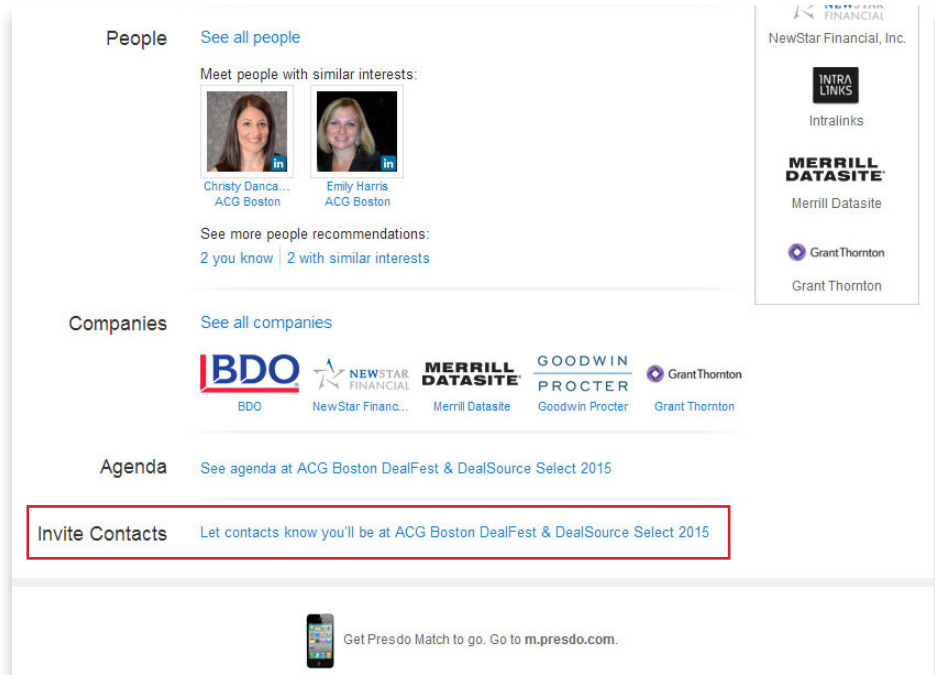 People
See all people
Meet people with similar interests:
in
in
Christy Danca...
ACG Boston
Emily Harris
ACG Boston
See more people recommendations:
2 you know 2 with similar interests
Companies
See all companies
BDO
NEWSTAR
FINANCIAL
MERRILL
DATASITE
GOODWIN
PROCTER
Grant Thornton
BDO
NewStar Financ...
Merrill Datasite
Goodwin Procter
Grant Thornton
Agenda
See agenda at ACG Boston DealFest & DealSource Select 2015
Invite Contacts
Let contacts know you'll be at ACG Boston DealFest & DealSource Select 2015
NEWSTAR
FINANCIAL
NewStar Financial, Inc.
INTRA
LINKS
Intralinks
MERRILL
DATASITE
Merrill Datasite
Grant Thornton
Grant Thornton
Get Presdo Match to go. Go to m.presdo.com.